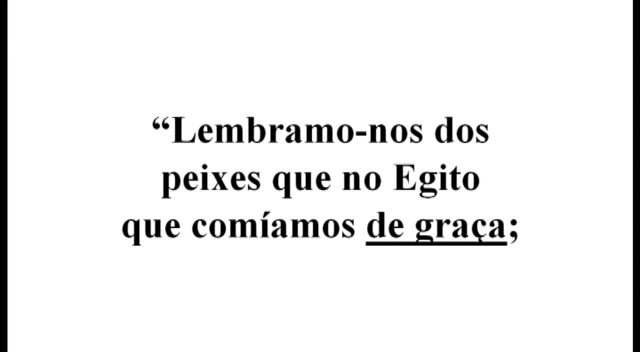 “Lembramo-nos dos
peixes que no Egito
que comíamos de graça;